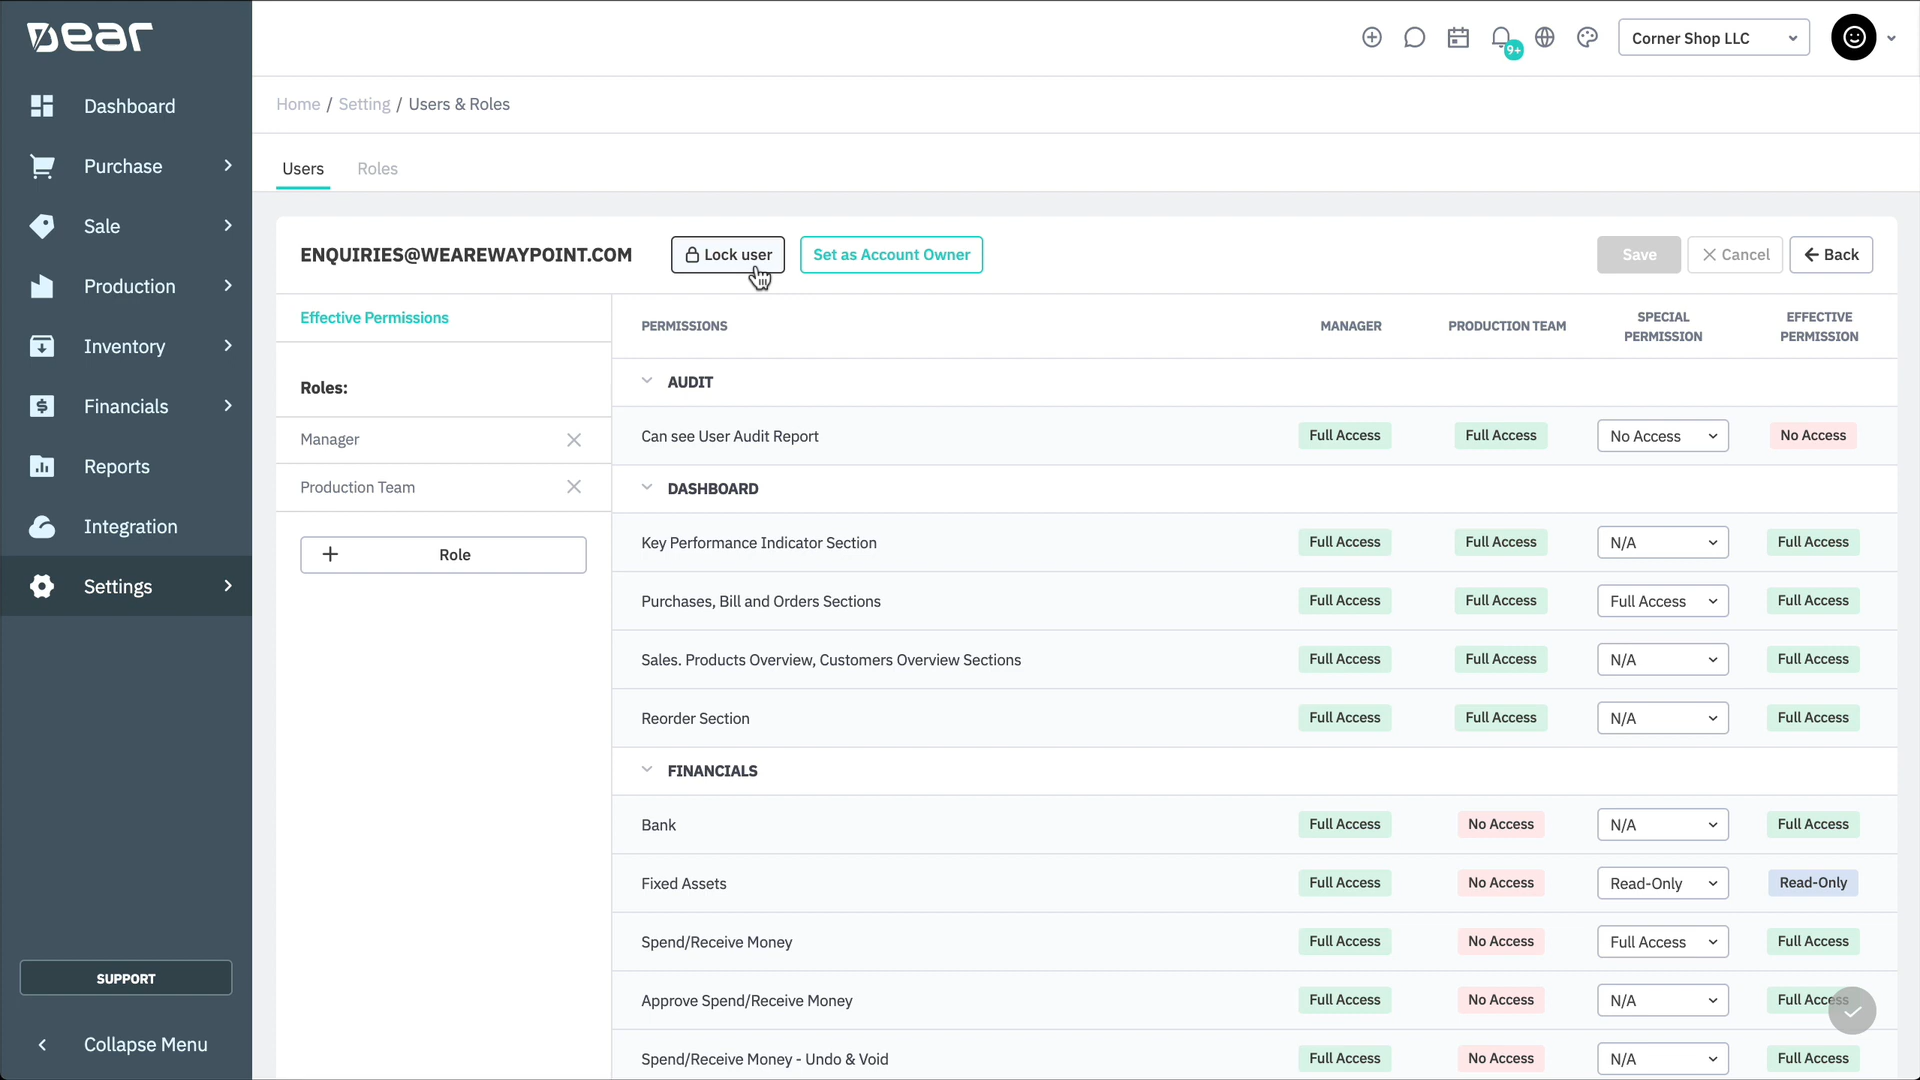 Dear
9+
Corner Shop LLC
Dashboard
Purchase
Sale
Production
Inventory
Financials
Reports
Integration
Settings
SUPPORT
Collapse Menu
Home / Setting / Users & Roles
Users Roles
ENQUIRIES@WEAREWAYPOINT.COM Lock user Set as Account Owner Save Cancel Back
Effective Permissions
Roles:
Manager
Production Team
+ Role
PERMISSIONS MANAGER PRODUCTION TEAM SPECIAL PERMISSION EFFECTIVE PERMISSION
AUDIT
Can see User Audit Report Full Access Full Access No Access No Access
DASHBOARD
Key Performance Indicator Section Full Access Full Access N/A Full Access
Purchases, Bill and Orders Sections Full Access Full Access Full Access Full Access
Sales. Products Overview, Customers Overview Sections Full Access Full Access N/A Full Access
Reorder Section Full Access Full Access N/A Full Access
FINANCIALS
Bank Full Access No Access N/A Full Access
Fixed Assets Full Access No Access Read-Only Read-Only
Spend/Receive Money Full Access No Access Full Access Full Access
Approve Spend/Receive Money Full Access No Access N/A Full Access
Spend/Receive Money - Undo & Void Full Access No Access N/A Full Access